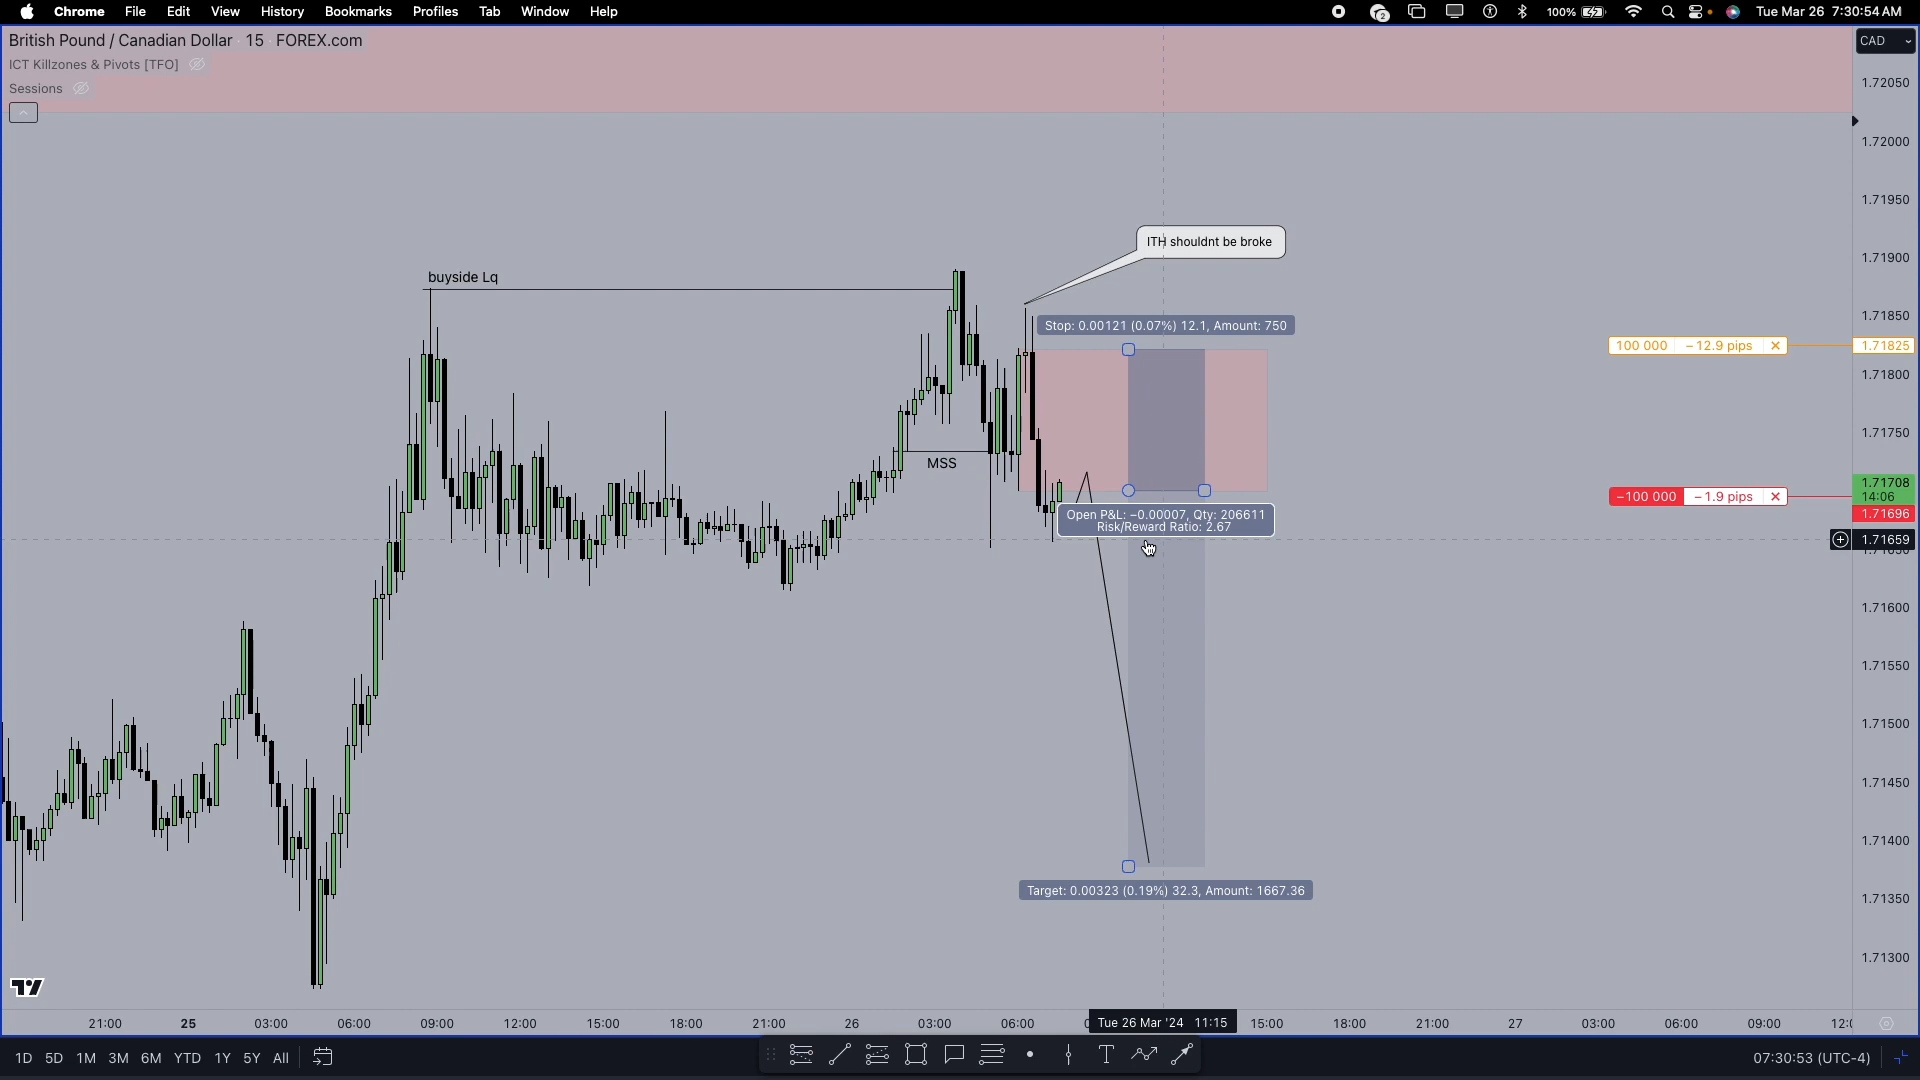 Chrome File Edit View History Bookmarks Profiles Tab Window Help 2 100% Tue Mar 26 7:30:54 AM
British Pound / Canadian Dollar 15 FOREX.com
ICT Killzones & Pivots [TFO]
Sessions
CAD
1.72050
1.72000
1.71950
1.71900
1.71850
1.71825
1.71800
1.71750
1.71708
14:06
1.71696
1.71659
1.71600
1.71550
1.71500
1.71450
1.71400
1.71350
1.71300
ITH shouldnt be broke
buyside Lq
Stop: 0.00121 (0.07%) 12.1, Amount: 750
100 000 −12.9 pips
MSS
−100 000 −1.9 pips
Open P&L: −0.00007, Qty: 206611
Risk/Reward Ratio: 2.67
Target: 0.00323 (0.19%) 32.3, Amount: 1667.36
21:00 25 03:00 06:00 09:00 12:00 15:00 18:00 21:00 26 03:00 06:00 Tue 26 Mar '24 11:15 15:00 18:00 21:00 27 03:00 06:00 09:00
1D 5D 1M 3M 6M YTD 1Y 5Y All T 07:30:53 (UTC-4)